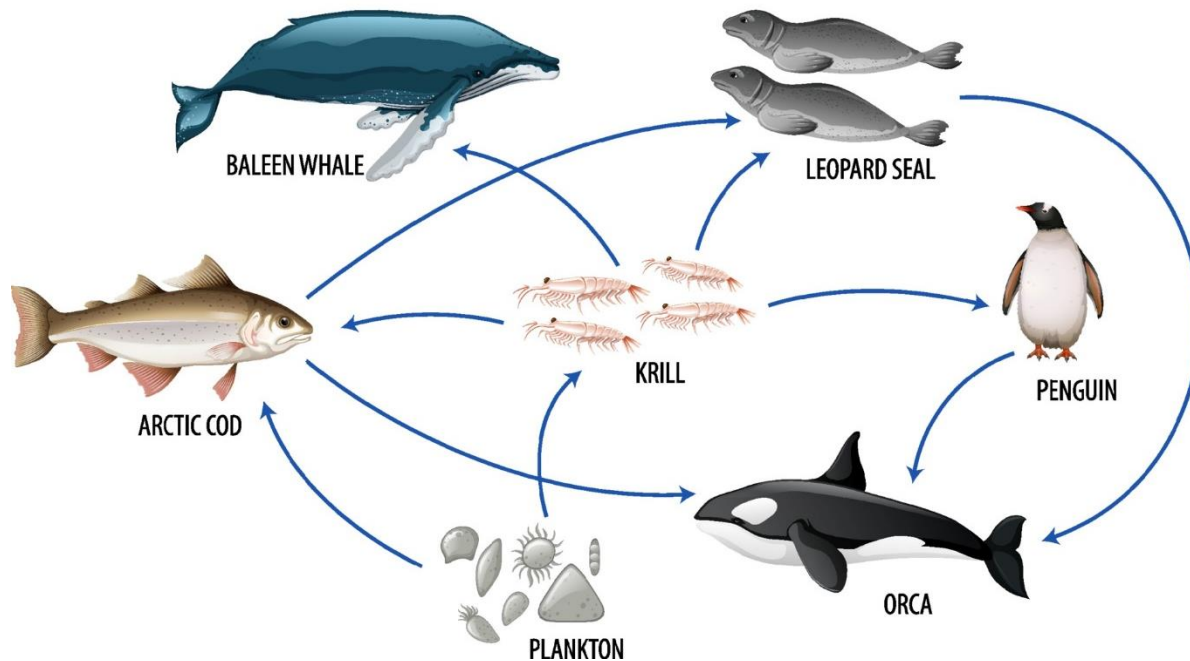 BALEEN WHALE
LEOPARD SEAL
ARCTIC COD
KRILL
PENGUIN
ORCA
PLANKTON